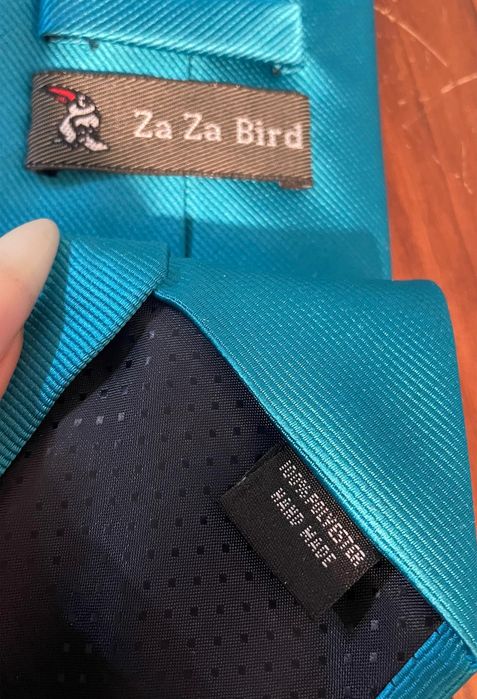 Za Za Bird
100% POLYESTER
HAND MADE